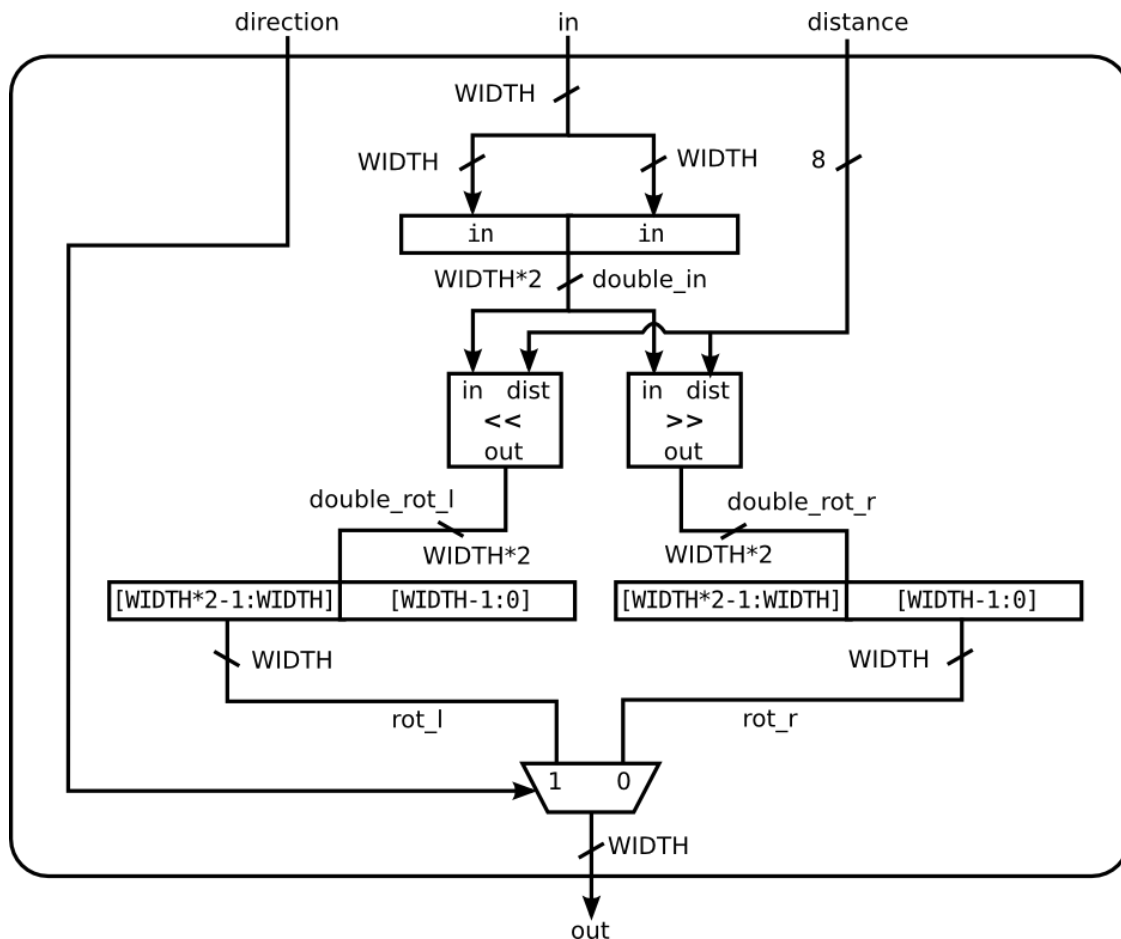 direction in distance
WIDTH
WIDTH WIDTH 8
in in
WIDTH*2 double_in
in dist in dist
<< >>
out out
double_rot_l double_rot_r
WIDTH*2 WIDTH*2
[WIDTH*2-1:WIDTH] [WIDTH-1:0] [WIDTH*2-1:WIDTH] [WIDTH-1:0]
WIDTH WIDTH
rot_l rot_r
1 0
WIDTH
out